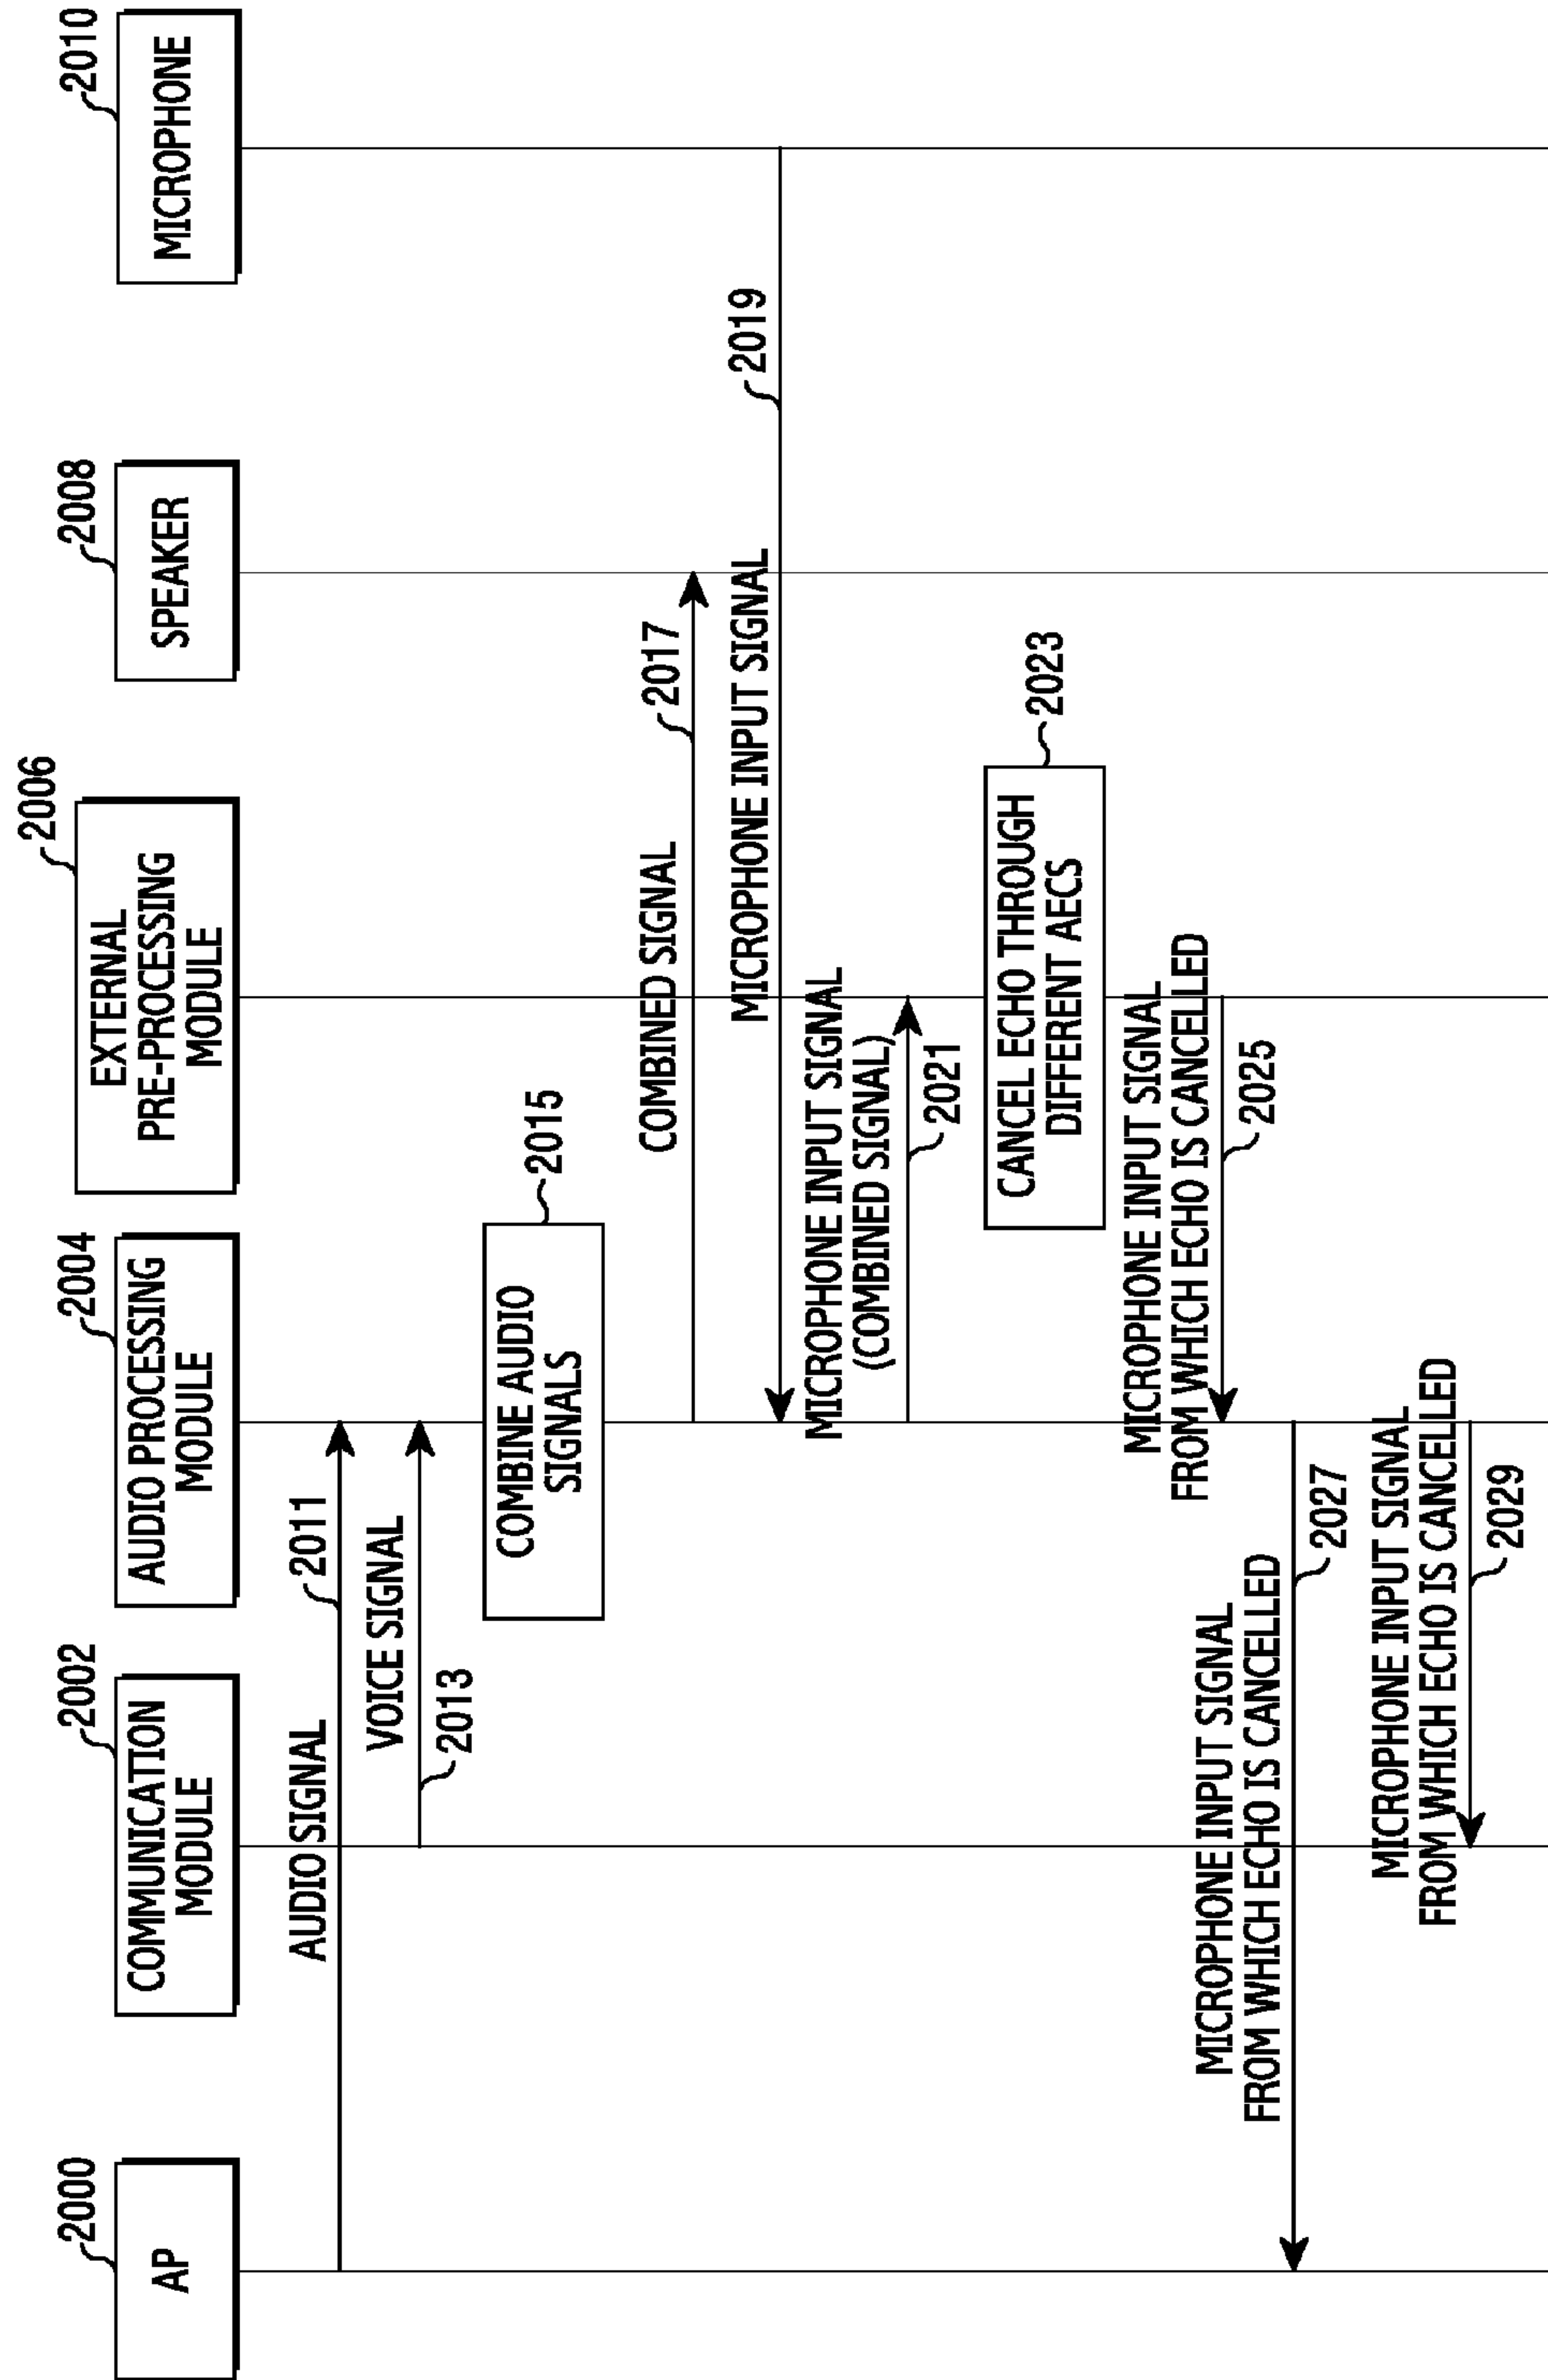 2000
AP
2002
COMMUNICATION
MODULE
2004
AUDIO PROCESSING
MODULE
2006
EXTERNAL
PRE-PROCESSING
MODULE
2008
SPEAKER
2010
MICROPHONE
AUDIO SIGNAL
2011
VOICE SIGNAL
2013
COMBINE AUDIO
SIGNALS
2015
COMBINED SIGNAL
2017
MICROPHONE INPUT SIGNAL
2019
MICROPHONE INPUT SIGNAL
(COMBINED SIGNAL)
2021
CANCEL ECHO THROUGH
DIFFERENT AECS
2023
MICROPHONE INPUT SIGNAL
FROM WHICH ECHO IS CANCELLED
2025
MICROPHONE INPUT SIGNAL
FROM WHICH ECHO IS CANCELLED
2027
MICROPHONE INPUT SIGNAL
FROM WHICH ECHO IS CANCELLED
2029